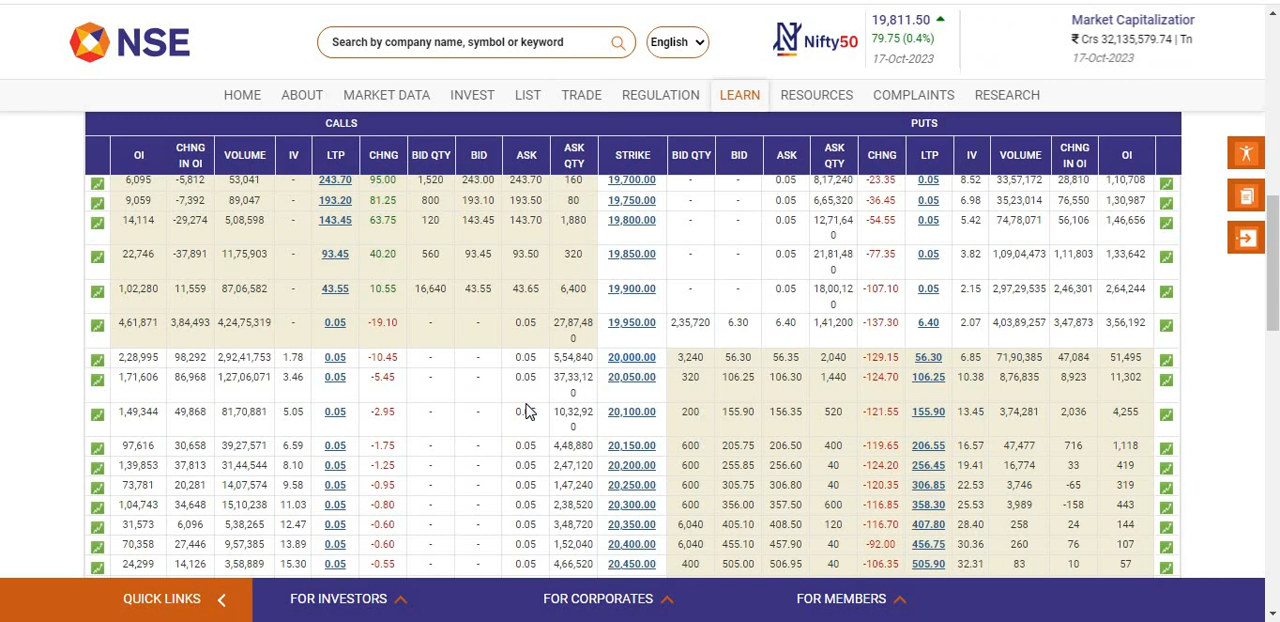 NSE
Search by company name, symbol or keyword
English
Nifty50
19,811.50
79.75 (0.4%)
17-Oct-2023
Market Capitalizatior
₹ Crs 32,135,579.74 | Tn
17-Oct-2023
HOME ABOUT MARKET DATA INVEST LIST TRADE REGULATION LEARN RESOURCES COMPLAINTS RESEARCH
CALLS PUTS
OI CHNG IN OI VOLUME IV LTP CHNG BID QTY BID ASK ASK QTY STRIKE BID QTY BID ASK ASK QTY CHNG LTP IV VOLUME CHNG IN OI OI
6,095 -5,812 53,041 - 243.70 95.00 1,520 243.00 243.70 160 19,700.00 - - 0.05 8,17,240 -23.35 0.05 8.52 33,57,172 28,810 1,10,708
9,059 -7,392 89,047 - 193.20 81.25 800 193.10 193.50 80 19,750.00 - - 0.05 6,65,320 -36.45 0.05 6.98 35,23,014 76,550 1,30,987
14,114 -29,274 5,08,598 - 143.45 63.75 120 143.45 143.70 1,880 19,800.00 - - 0.05 12,71,640 -54.55 0.05 5.42 74,78,071 56,106 1,46,656
22,746 -37,891 11,75,903 - 93.45 40.20 560 93.45 93.50 320 19,850.00 - - 0.05 21,81,480 -77.35 0.05 3.82 1,09,04,473 1,11,803 1,33,642
1,02,280 11,559 87,06,582 - 43.55 10.55 16,640 43.55 43.65 6,400 19,900.00 - - 0.05 18,00,120 -107.10 0.05 2.15 2,97,29,535 2,46,301 2,64,244
4,61,871 3,84,493 4,24,75,319 - 0.05 -19.10 - - 0.05 27,87,480 19,950.00 2,35,720 6.30 6.40 1,41,200 -137.30 6.40 2.07 4,03,89,257 3,47,873 3,56,192
2,28,995 98,292 2,92,41,753 1.78 0.05 -10.45 - - 0.05 5,54,840 20,000.00 3,240 56.30 56.35 2,040 -129.15 56.30 6.85 71,90,385 47,084 51,495
1,71,606 86,968 1,27,06,071 3.46 0.05 -5.45 - - 0.05 37,33,120 20,050.00 320 106.25 106.30 1,440 -124.70 106.25 10.38 8,76,835 8,923 11,302
1,49,344 49,868 81,70,881 5.05 0.05 -2.95 - - 10,32,920 20,100.00 200 155.90 156.35 520 -121.55 155.90 13.45 3,74,281 2,036 4,255
97,616 30,658 39,27,571 6.59 0.05 -1.75 - - 0.05 4,48,880 20,150.00 600 205.75 206.50 400 -119.65 206.55 16.57 47,477 716 1,118
1,39,853 37,813 31,44,544 8.10 0.05 -1.25 - - 0.05 2,47,120 20,200.00 600 255.85 256.60 40 -124.20 256.45 19.41 16,774 33 419
73,781 20,281 14,07,574 9.58 0.05 -0.95 - - 0.05 1,47,240 20,250.00 600 305.75 306.80 40 -120.35 306.85 22.53 3,746 -65 319
1,04,743 34,648 15,10,238 11.03 0.05 -0.80 - - 0.05 2,38,520 20,300.00 600 356.00 357.50 600 -116.85 358.30 25.53 3,989 -158 443
31,573 6,096 5,38,265 12.47 0.05 -0.60 - - 0.05 3,48,720 20,350.00 6,040 405.10 408.50 120 -116.70 407.80 28.40 258 24 144
70,358 27,446 9,57,385 13.89 0.05 -0.60 - - 0.05 1,52,040 20,400.00 6,040 455.10 457.90 40 -92.00 456.75 30.36 260 76 107
24,299 14,126 3,58,889 15.30 0.05 -0.55 - - 0.05 4,66,520 20,450.00 400 505.00 506.95 40 -106.35 505.90 32.31 83 10 57
QUICK LINKS FOR INVESTORS FOR CORPORATES FOR MEMBERS